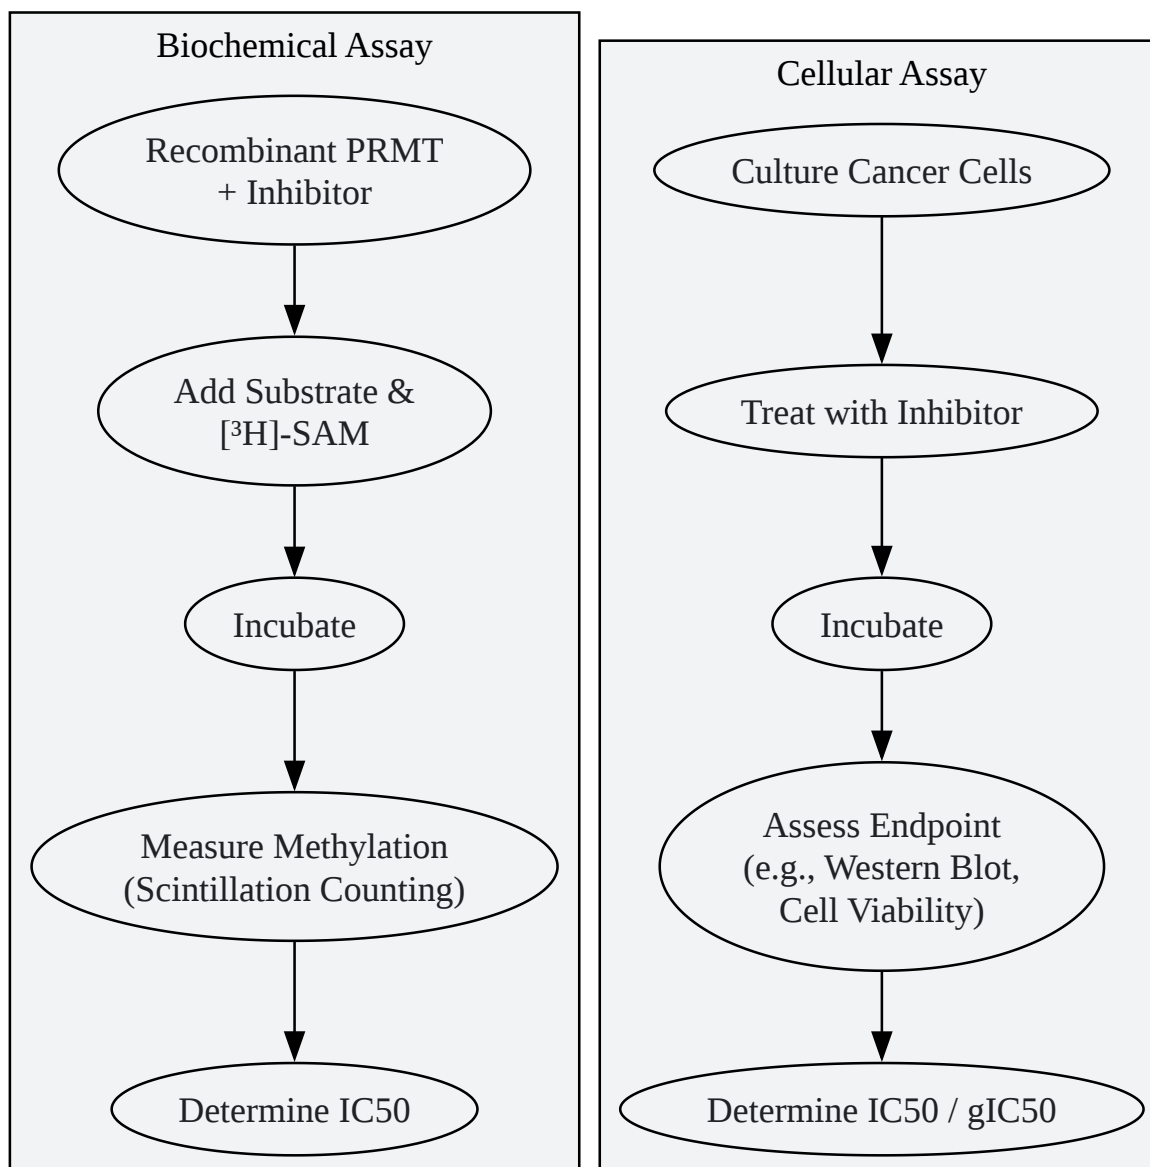 Biochemical Assay
Recombinant PRMT
+ Inhibitor
Add Substrate &
[³H]-SAM
Incubate
Measure Methylation
(Scintillation Counting)
Determine IC50
Cellular Assay
Culture Cancer Cells
Treat with Inhibitor
Incubate
Assess Endpoint
(e.g., Western Blot,
Cell Viability)
Determine IC50 / gIC50